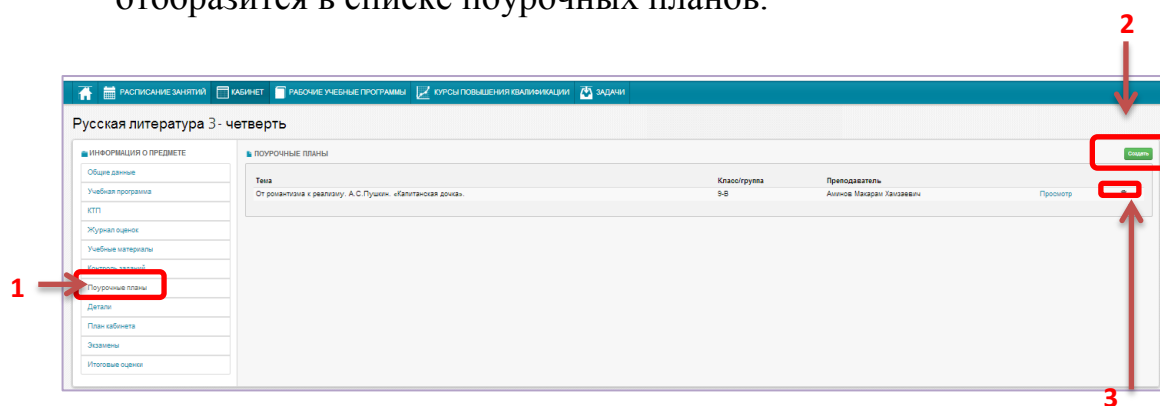 отобразится в списке поурочных планов.
2
РАСПИСАНИЕ ЗАНЯТИЙ КАБИНЕТ РАБОЧИЕ УЧЕБНЫЕ ПРОГРАММЫ КУРСЫ ПОВЫШЕНИЯ КВАЛИФИКАЦИИ ЗАДАЧИ
Русская литература 3- четверть
ИНФОРМАЦИЯ О ПРЕДМЕТЕ
Общие данные
Учебная программа
КТП
Журнал оценок
Учебные материалы
Контроль заданий
1
Поурочные планы
Детали
План кабинета
Экзамены
Итоговые оценки
ПОУРОЧНЫЕ ПЛАНЫ
Создать
Тема Класс/группа Преподаватель
От романтизма к реализму. А.С.Пушкин. «Капитанская дочка». 9-В Аминов Макарам Хамзаевич Просмотр
3